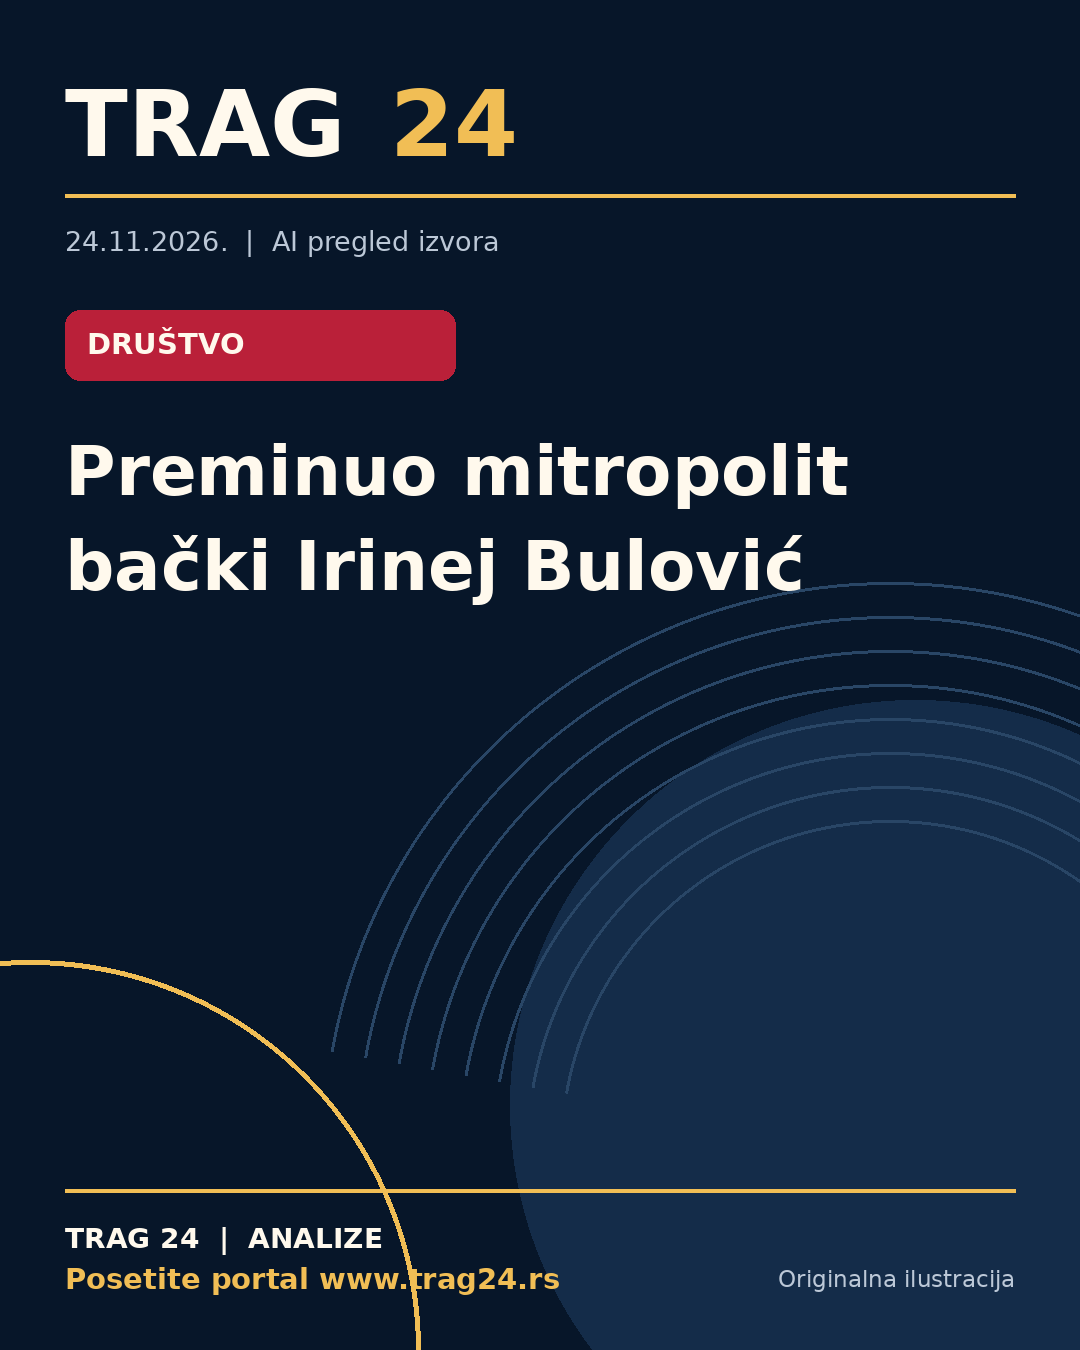 TRAG 24
24.11.2026. | AI pregled izvora
DRUŠTVO
Preminuo mitropolit
bački Irinej Bulović
TRAG 24 | ANALIZE
Posetite portal www.trag24.rs
Originalna ilustracija